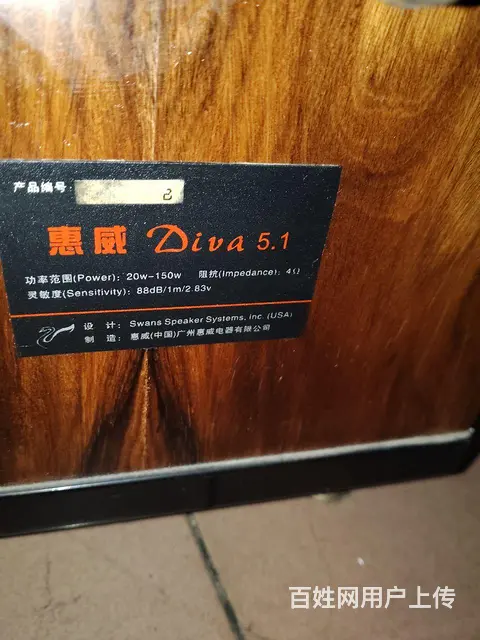 产品编号
惠威 Diva 5.1
功率范围(Power): 20w-150w 阻抗(Impedance): 4Ω
灵敏度(Sensitivity): 88dB/1m/2.83v
设 计: Swans Speaker Systems, inc. (USA)
制 造: 惠威(中国)广州惠威电器有限公司
百姓网用户上传